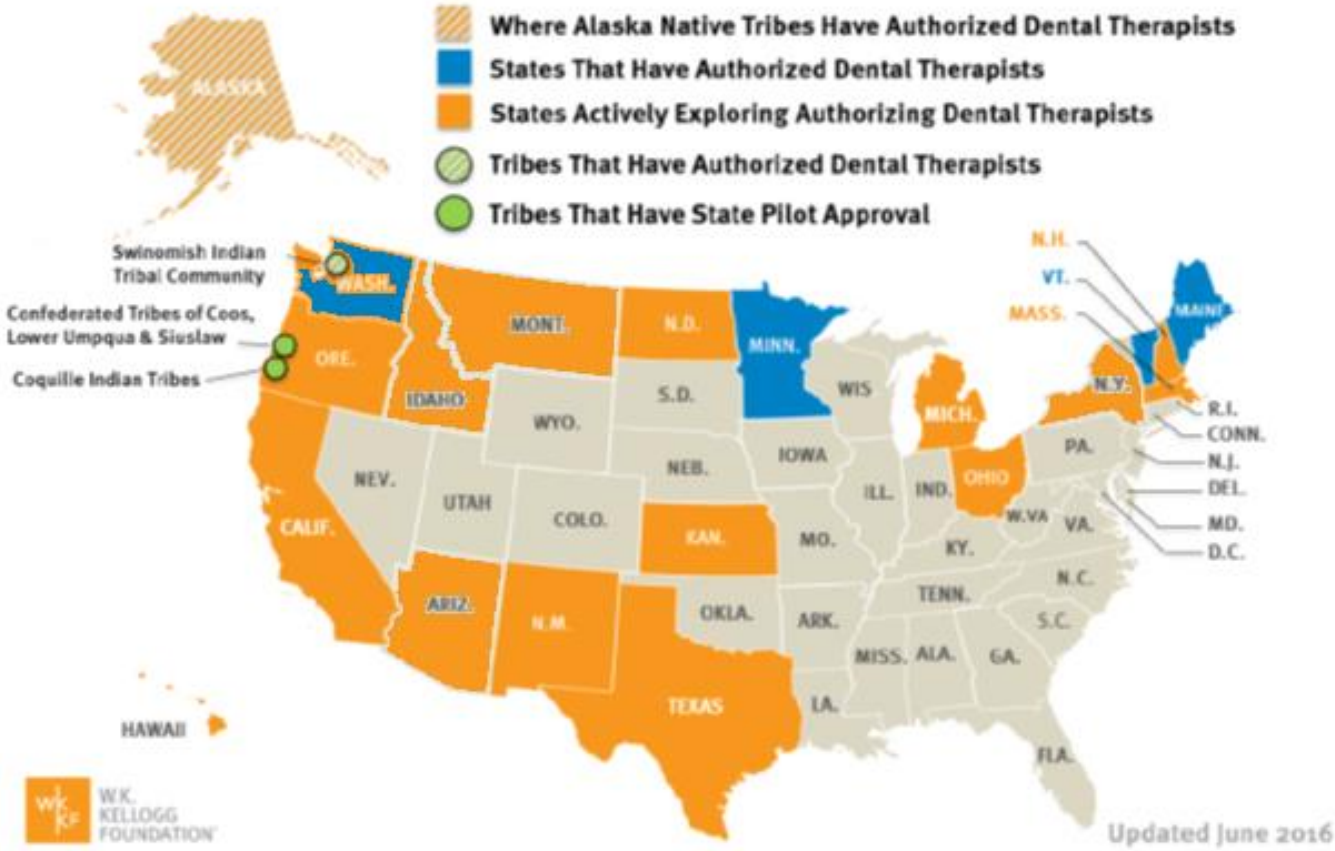 Where Alaska Native Tribes Have Authorized Dental Therapists
States That Have Authorized Dental Therapists
States Actively Exploring Authorizing Dental Therapists
Tribes That Have Authorized Dental Therapists
Tribes That Have State Pilot Approval
ALASKA
Swinomish Indian
Tribal Community
Confederated Tribes of Coos,
Lower Umpqua & Siuslaw
Coquille Indian Tribes
WASH.
ORE.
IDAHO
MONT.
N.D.
MINN.
N.H.
VT.
MASS.
MAINE
S.D.
WIS
MICH.
N.Y.
WYO.
R.I.
CONN.
N.J.
DEL.
MD.
D.C.
NEB.
IOWA
PA.
NEV.
UTAH
COLO.
CALIF.
KAN.
MO.
ILL.
IND.
OHIO
W.VA
VA.
KY.
N.C.
TENN.
S.C.
ARIZ.
N.M.
OKLA.
ARK.
MISS.
ALA.
GA.
TEXAS
LA.
FLA.
HAWAII
WK
KF
W.K.
KELLOGG
FOUNDATION
Updated June 2016